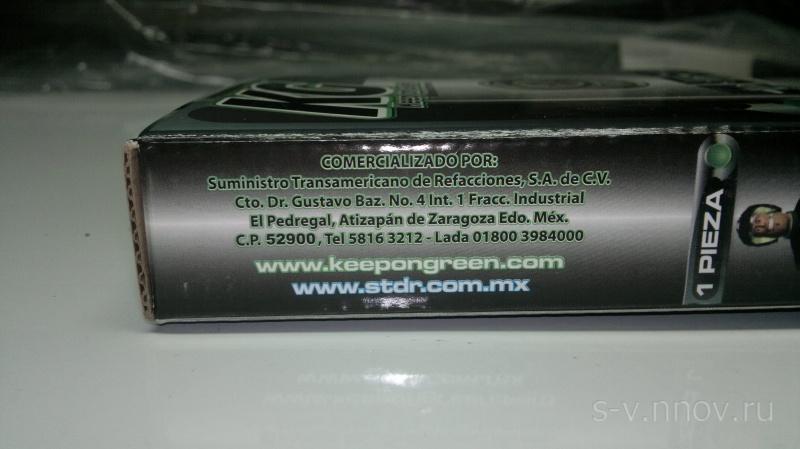 KG
COMERCIALIZADO POR:
Suministro Transamericano de Refacciones, S.A. de C.V.
Cto. Dr. Gustavo Baz. No. 4 Int. 1 Fracc. Industrial
El Pedregal, Atizapán de Zaragoza Edo. Méx.
C.P. 52900, Tel 5816 3212 - Lada 01800 3984000
www.keepongreen.com
www.stdr.com.mx
1 PIEZA
s-v.nnov.ru